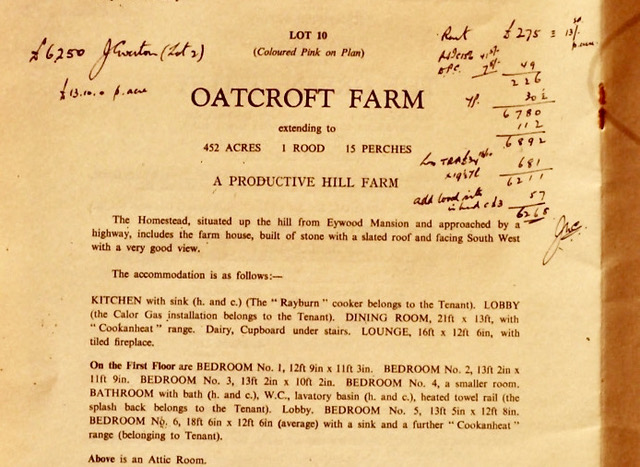 LOT 10
(Coloured Pink on Plan)
£6250 J Everton (Lot 2)
£13.10.0 p. acre
Rent £275 = 13/
p. acre
49
226
YP. 30
6780
112
6892
681
6211
57
6268
OATCROFT FARM
extending to
452 ACRES 1 ROOD 15 PERCHES
A PRODUCTIVE HILL FARM
The Homestead, situated up the hill from Eywood Mansion and approached by a
highway, includes the farm house, built of stone with a slated roof and facing South West
with a very good view.
The accommodation is as follows:—
KITCHEN with sink (h. and c.) (The " Rayburn " cooker belongs to the Tenant). LOBBY
(the Calor Gas installation belongs to the Tenant). DINING ROOM, 21ft x 13ft, with
" Cookanheat " range. Dairy, Cupboard under stairs. LOUNGE, 16ft x 12ft 6in, with
tiled fireplace.
On the First Floor are BEDROOM No. 1, 12ft 9in x 11ft 3in. BEDROOM No. 2, 13ft 2in x
11ft 9in. BEDROOM No. 3, 13ft 2in x 10ft 2in. BEDROOM No. 4, a smaller room.
BATHROOM with bath (h. and c.), W.C., lavatory basin (h. and c.), heated towel rail (the
splash back belongs to the Tenant). Lobby. BEDROOM No. 5, 13ft 5in x 12ft 8in.
BEDROOM No. 6, 18ft 6in x 12ft 6in (average) with a sink and a further " Cookanheat "
range (belonging to Tenant).
Above is an Attic Room.